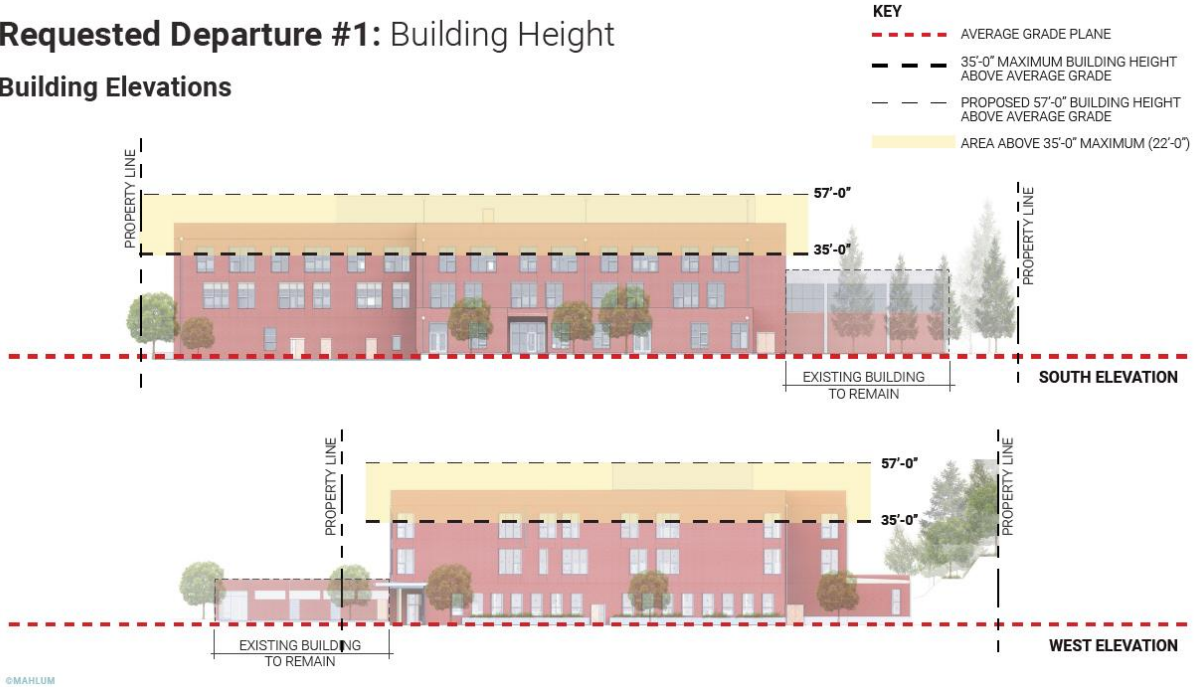 Requested Departure #1: Building Height
Building Elevations
KEY
AVERAGE GRADE PLANE
35'-0" MAXIMUM BUILDING HEIGHT
ABOVE AVERAGE GRADE
PROPOSED 57'-0" BUILDING HEIGHT
ABOVE AVERAGE GRADE
AREA ABOVE 35'-0" MAXIMUM (22'-0")
PROPERTY LINE
57'-0"
35'-0"
PROPERTY LINE
EXISTING BUILDING
TO REMAIN
SOUTH ELEVATION
PROPERTY LINE
57'-0"
35'-0"
PROPERTY LINE
EXISTING BUILDING
TO REMAIN
WEST ELEVATION
©MAHLUM